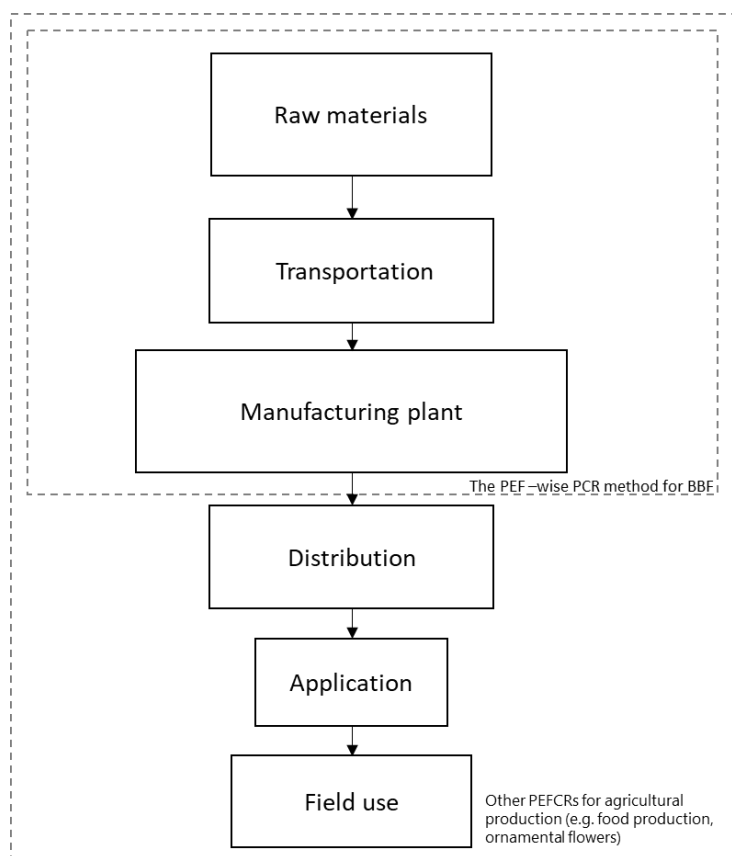 Raw materials
Transportation
Manufacturing plant
The PEF –wise PCR method for BBF
Distribution
Application
Field use
Other PEFCRs for agricultural
production (e.g. food production,
ornamental flowers)